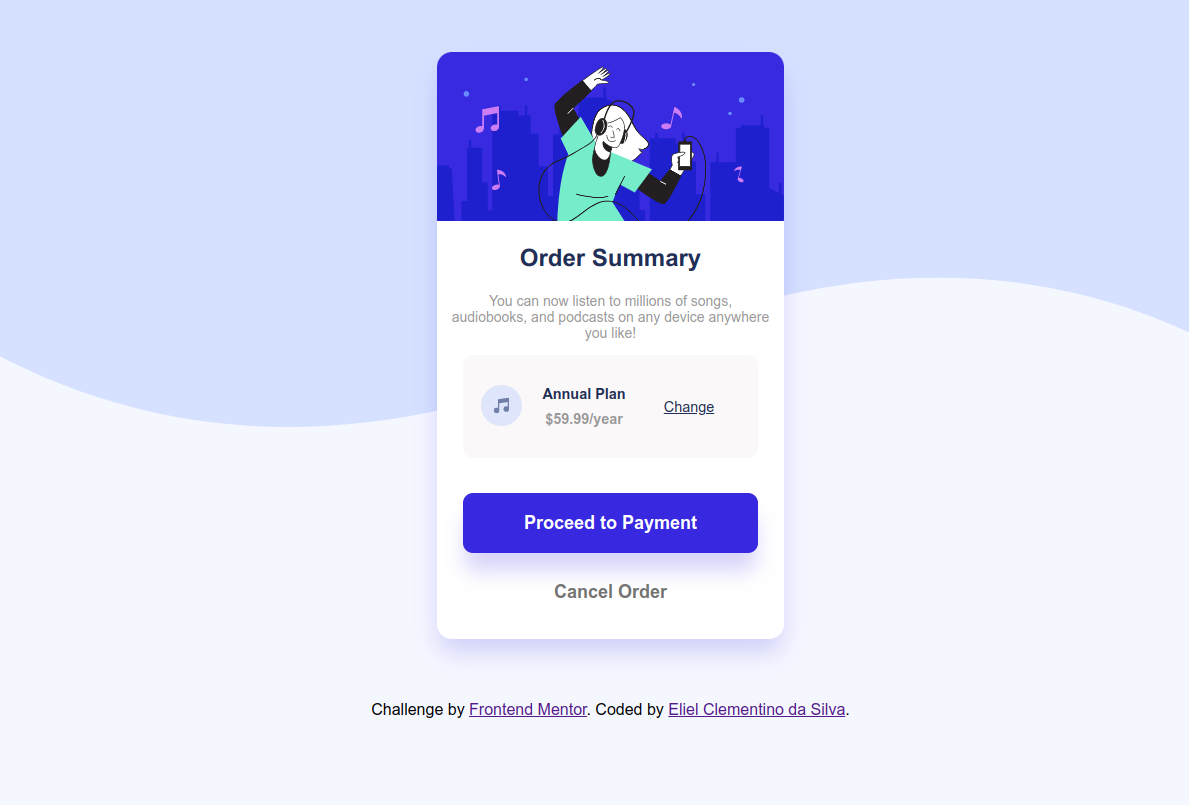 Order Summary
You can now listen to millions of songs,
audiobooks, and podcasts on any device anywhere
you like!
Annual Plan
$59.99/year
Change
Proceed to Payment
Cancel Order
Challenge by Frontend Mentor. Coded by Eliel Clementino da Silva.